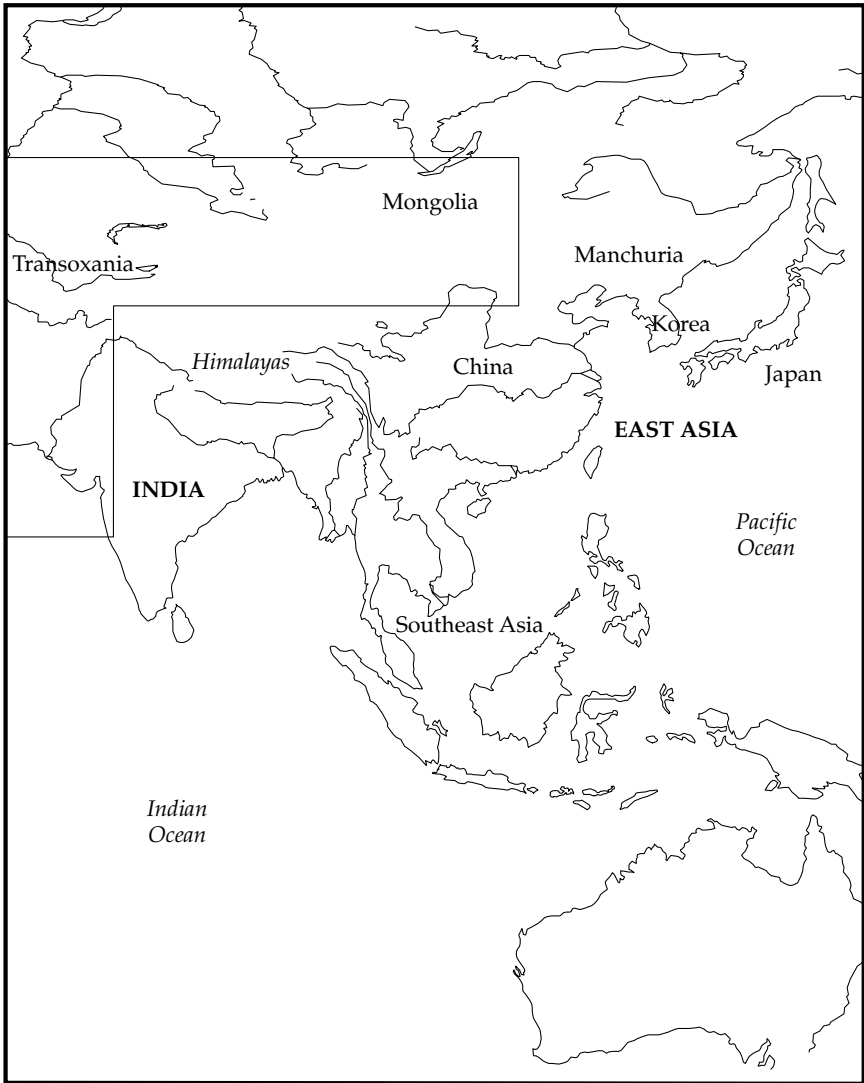 Mongolia
Manchuria
Transoxania
Korea
Himalayas
China
Japan
EAST ASIA
INDIA
Pacific
Ocean
Southeast Asia
Indian
Ocean